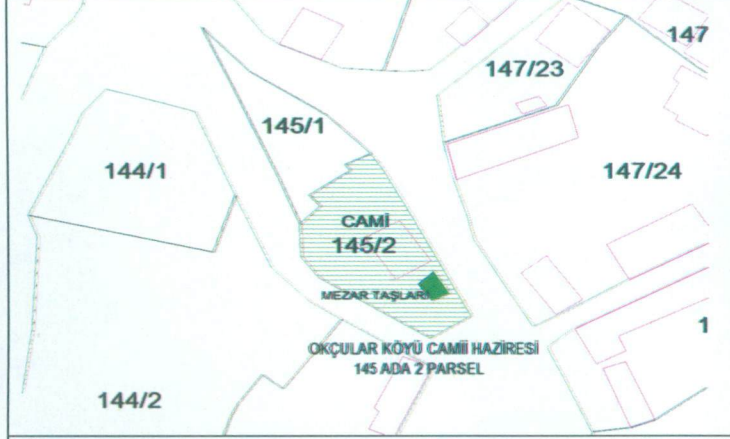 147
147/23
145/1
144/1
147/24
CAMİ
145/2
MEZAR TAŞLARI
1
OKÇULAR KÖYÜ CAMİİ HAZİRESİ
145 ADA 2 PARSEL
144/2